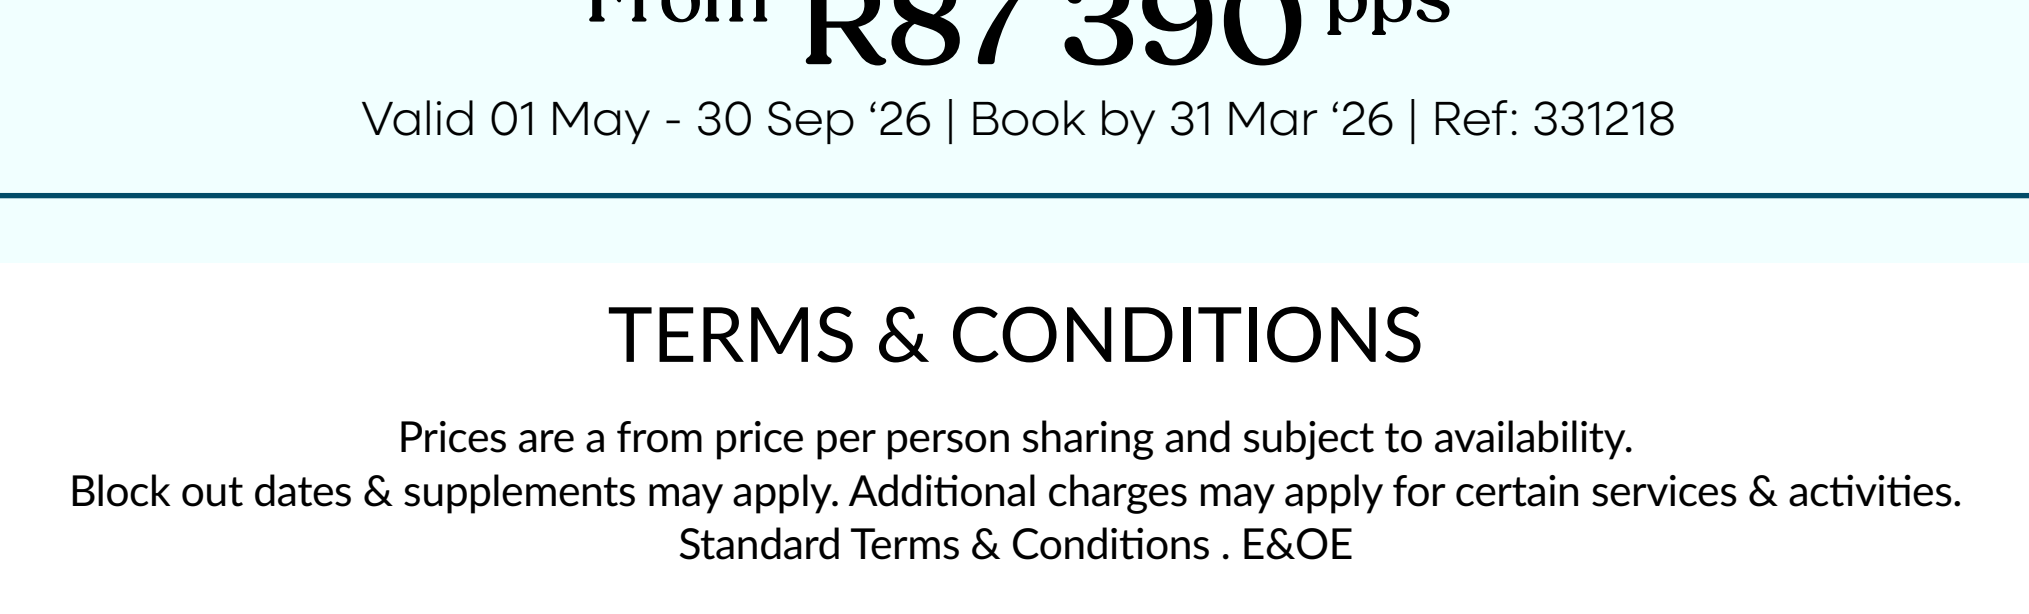 From R87 390 pps
Valid 01 May - 30 Sep ‘26 | Book by 31 Mar ‘26 | Ref: 331218
TERMS & CONDITIONS
Prices are a from price per person sharing and subject to availability.
Block out dates & supplements may apply. Additional charges may apply for certain services & activities.
Standard Terms & Conditions . E&OE